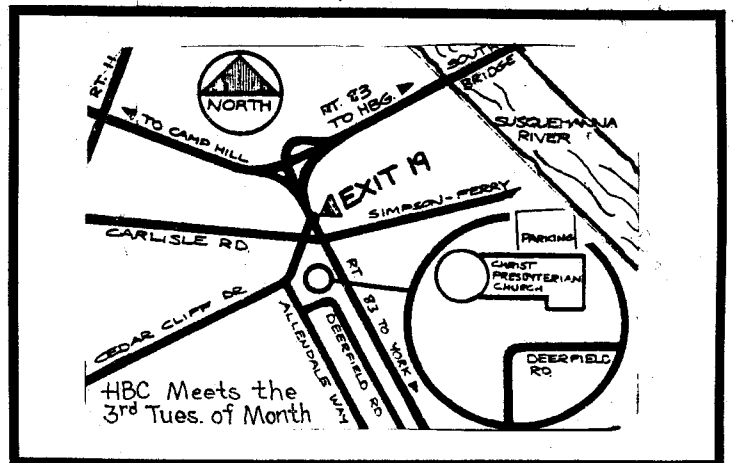 RT. 11
NORTH
TO CAMP HILL
RT. 83
TO HBG.
SOUTH
BRIDGE
SUSQUEHANNA
RIVER
EXIT 19
SIMPSON-FERRY
CARLISLE RD.
PARKING
CHRIST
PRESBYTERIAN
CHURCH
CEDAR CLIFF DR
ALLENDALE WAY
DEERFIELD RD.
RT. 83 TO YORK
DEERFIELD
RD.
HBC Meets the
3rd Tues. of Month